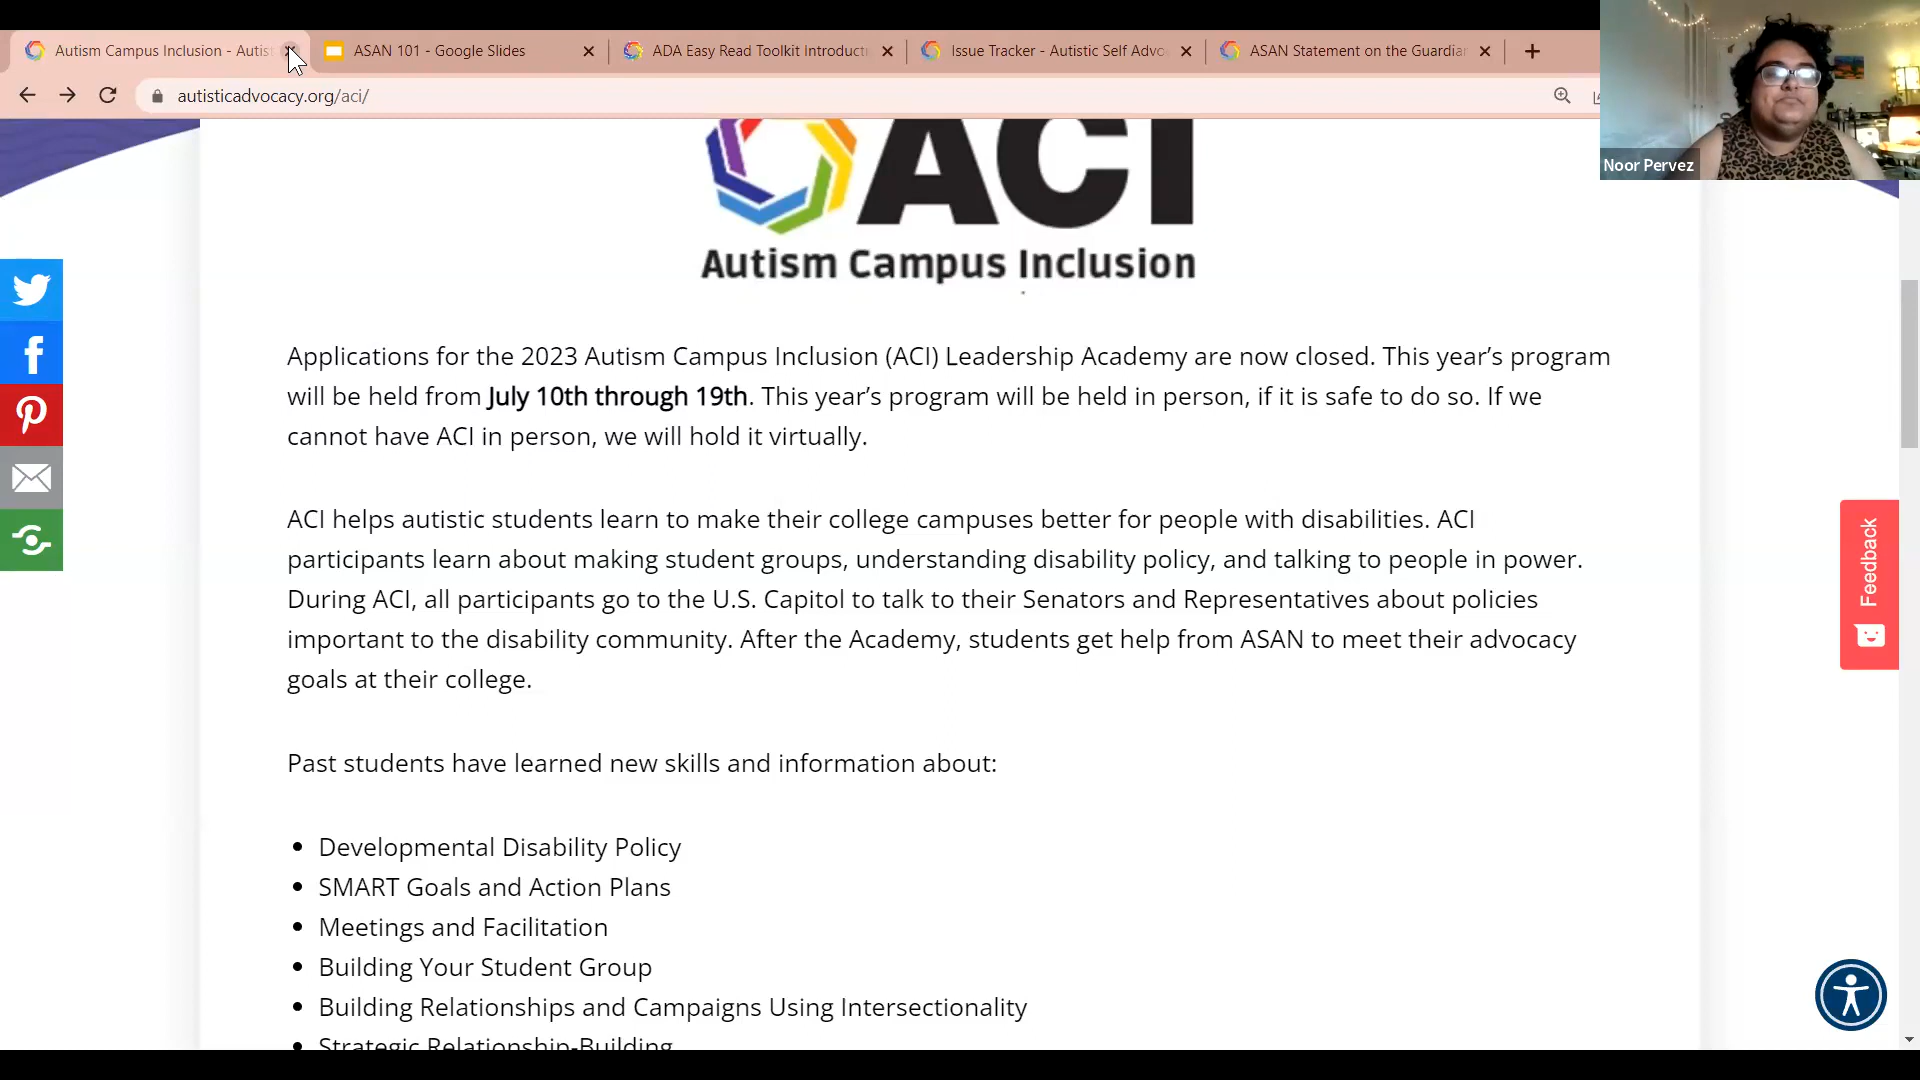 Autism Campus Inclusion - Autis
ASAN 101 - Google Slides
ADA Easy Read Toolkit Introduct
Issue Tracker - Autistic Self Advo
ASAN Statement on the Guardian
autisticadvocacy.org/aci/
Noor Pervez
ACI
Autism Campus Inclusion
Applications for the 2023 Autism Campus Inclusion (ACI) Leadership Academy are now closed. This year’s program
will be held from July 10th through 19th. This year’s program will be held in person, if it is safe to do so. If we
cannot have ACI in person, we will hold it virtually.
ACI helps autistic students learn to make their college campuses better for people with disabilities. ACI
participants learn about making student groups, understanding disability policy, and talking to people in power.
During ACI, all participants go to the U.S. Capitol to talk to their Senators and Representatives about policies
important to the disability community. After the Academy, students get help from ASAN to meet their advocacy
goals at their college.
Past students have learned new skills and information about:
• Developmental Disability Policy
• SMART Goals and Action Plans
• Meetings and Facilitation
• Building Your Student Group
• Building Relationships and Campaigns Using Intersectionality
• Strategic Relationship-Building
Feedback